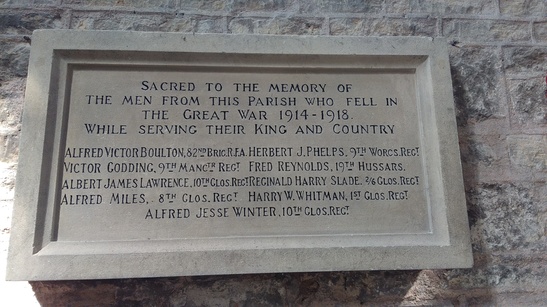 SACRED TO THE MEMORY OF
THE MEN FROM THIS PARISH WHO FELL IN
THE GREAT WAR 1914-1918.
WHILE SERVING THEIR KING AND COUNTRY
ALFRED VICTOR BOULTON, 82ND BRIG. R.F.A. HERBERT J. PHELPS, 9TH WORCS. REGT
VICTOR GODDING, 9TH MANCTR REGT FRED REYNOLDS, 19TH HUSSARS.
ALBERT JAMES LAWRENCE, 10TH GLOS. REGT REGINALD HARRY SLADE. 2/6 GLOS. REGT
ALFRED MILES, 8TH GLOS. REGT HARRY W. WHITMAN, 1ST GLOS. REGT
ALFRED JESSE WINTER, 10TH GLOS. REGT